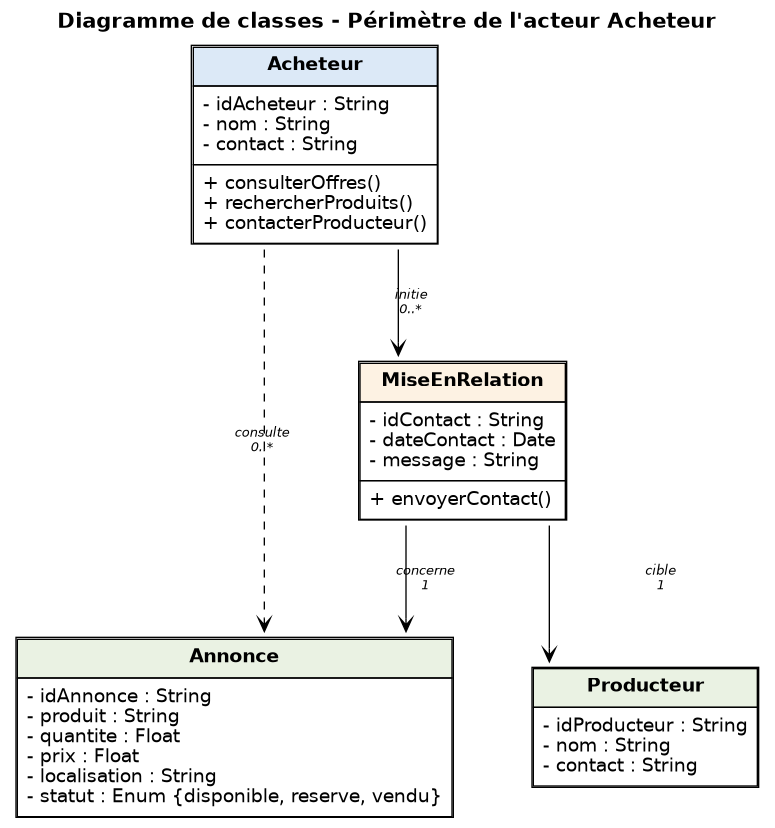 Diagramme de classes - Périmètre de l'acteur Acheteur
Acheteur
- idAcheteur : String
- nom : String
- contact : String
+ consulterOffres()
+ rechercherProduits()
+ contacterProducteur()
initie
0..*
MiseEnRelation
- idContact : String
- dateContact : Date
- message : String
+ envoyerContact()
consulte
0..*
concerne
1
cible
1
Annonce
- idAnnonce : String
- produit : String
- quantite : Float
- prix : Float
- localisation : String
- statut : Enum {disponible, reserve, vendu}
Producteur
- idProducteur : String
- nom : String
- contact : String